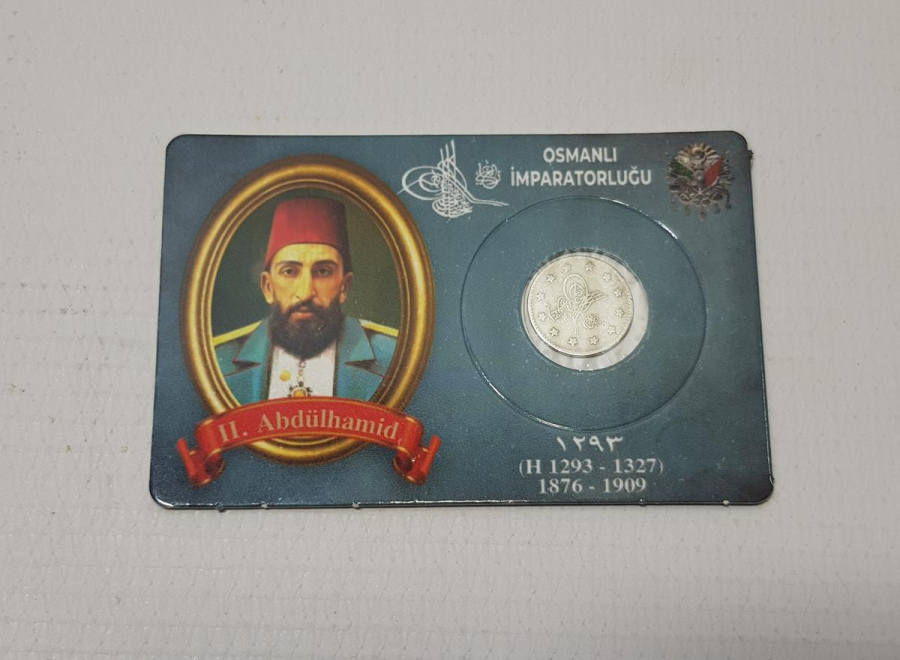 OSMANLI
İMPARATORLUĞU
II. Abdülhamid
١٢٩٣
(H 1293 - 1327)
1876 - 1909